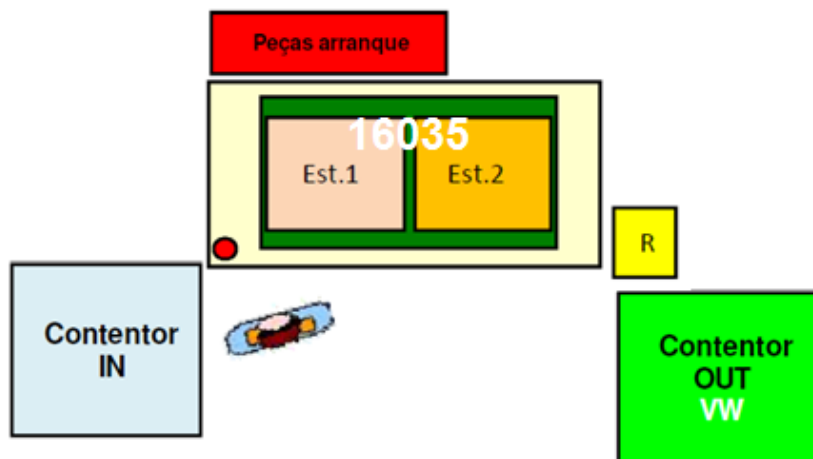 Peças arranque
16035
Est.1
Est.2
R
Contentor
IN
Contentor
OUT
VW